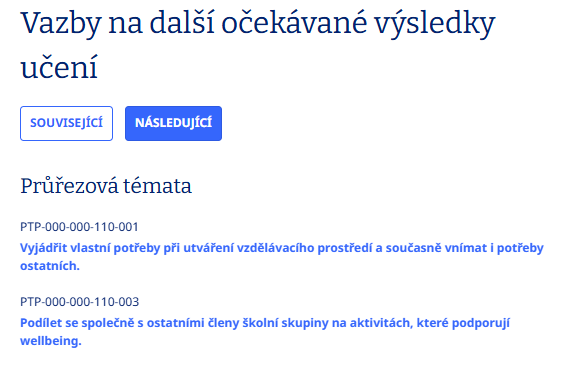 Vazby na další očekávané výsledky
učení
SOUVISEJÍCÍ NÁSLEDUJÍCÍ
Průřezová témata
PTP-000-000-110-001
Vyjádřit vlastní potřeby při utváření vzdělávacího prostředí a současně vnímat i potřeby
ostatních.
PTP-000-000-110-003
Podílet se společně s ostatními členy školní skupiny na aktivitách, které podporují
wellbeing.